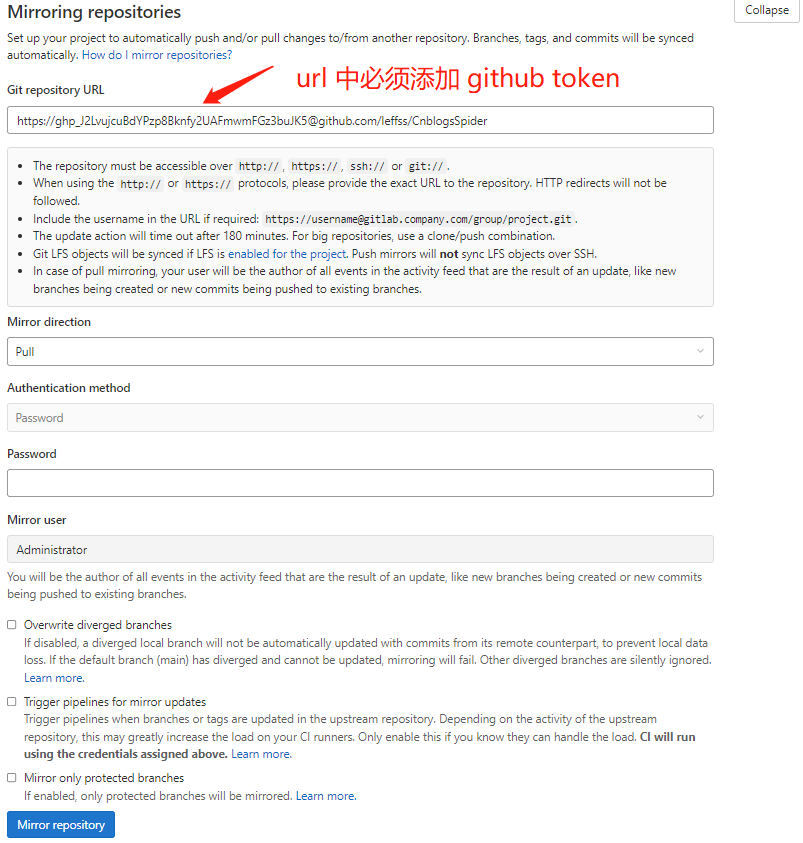 Mirroring repositories
Collapse
Set up your project to automatically push and/or pull changes to/from another repository. Branches, tags, and commits will be synced
automatically. How do I mirror repositories?
url 中必须添加 github token
Git repository URL
https://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@github.com/leffss/CnblogsSpider
The repository must be accessible over http://, https://, ssh:// or git://.
When using the http:// or https:// protocols, please provide the exact URL to the repository. HTTP redirects will not be
followed.
Include the username in the URL if required: https://username@gitlab.company.com/group/project.git.
The update action will time out after 180 minutes. For big repositories, use a clone/push combination.
Git LFS objects will be synced if LFS is enabled for the project. Push mirrors will not sync LFS objects over SSH.
In case of pull mirroring, your user will be the author of all events in the activity feed that are the result of an update, like new
branches being created or new commits being pushed to existing branches.
Mirror direction
Pull
Authentication method
Password
Password
Mirror user
Administrator
You will be the author of all events in the activity feed that are the result of an update, like new branches being created or new commits
being pushed to existing branches.
Overwrite diverged branches
If disabled, a diverged local branch will not be automatically updated with commits from its remote counterpart, to prevent local data
loss. If the default branch (main) has diverged and cannot be updated, mirroring will fail. Other diverged branches are silently ignored.
Learn more.
Trigger pipelines for mirror updates
Trigger pipelines when branches or tags are updated in the upstream repository. Depending on the activity of the upstream
repository, this may greatly increase the load on your CI runners. Only enable this if you know they can handle the load. CI will run
using the credentials assigned above. Learn more.
Mirror only protected branches
If enabled, only protected branches will be mirrored. Learn more.
Mirror repository